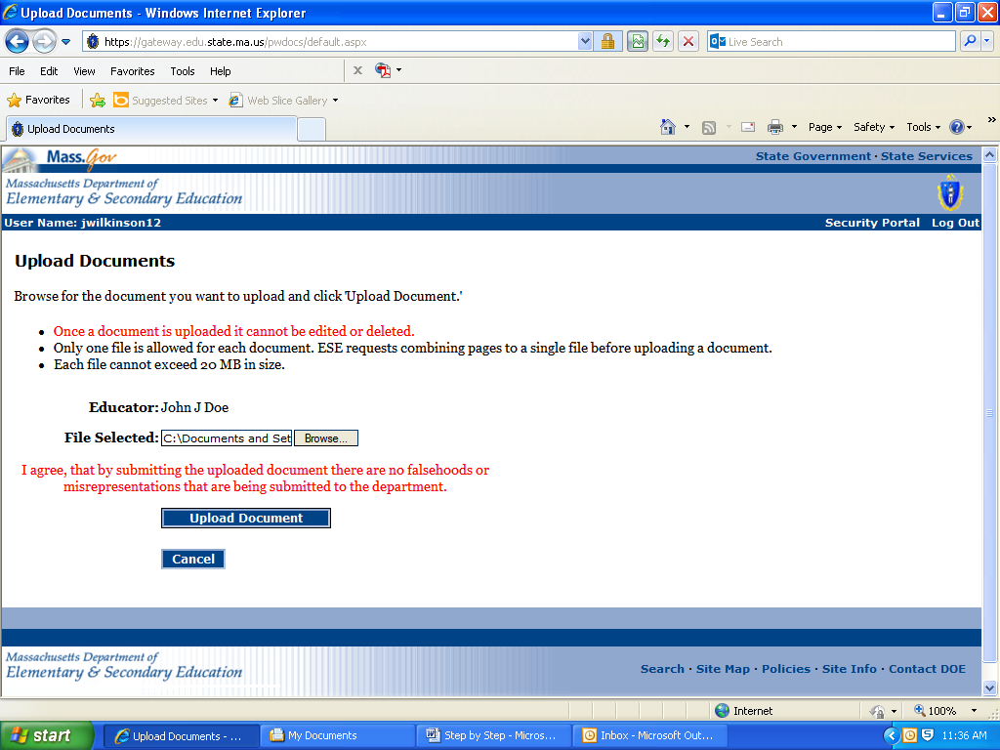 Upload Documents - Windows Internet Explorer
https://gateway.edu.state.ma.us/pwdocs/default.aspx
Live Search
File Edit View Favorites Tools Help
Favorites Suggested Sites Web Slice Gallery
Upload Documents
Page Safety Tools »
Mass.Gov
State Government · State Services
Massachusetts Department of
Elementary & Secondary Education
User Name: jwilkinson12
Security Portal Log Out
Upload Documents
Browse for the document you want to upload and click 'Upload Document.'
• Once a document is uploaded it cannot be edited or deleted.
• Only one file is allowed for each document. ESE requests combining pages to a single file before uploading a document.
• Each file cannot exceed 20 MB in size.
Educator: John J Doe
File Selected: C:\Documents and Set Browse...
I agree, that by submitting the uploaded document there are no falsehoods or
misrepresentations that are being submitted to the department.
Upload Document
Cancel
Massachusetts Department of
Elementary & Secondary Education
Search · Site Map · Policies · Site Info · Contact DOE
Internet 100%
start Upload Documents - ... My Documents Step by Step - Micros... Inbox - Microsoft Out... 11:36 AM